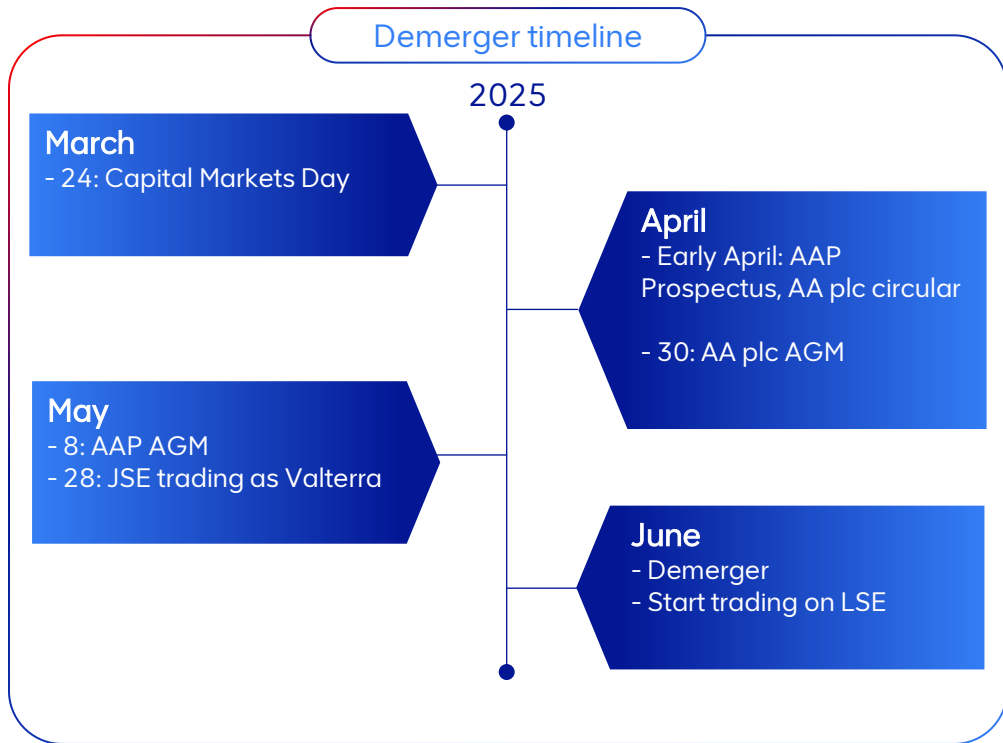 Demerger timeline
2025
March
- 24: Capital Markets Day
April
- Early April: AAP
Prospectus, AA plc circular
- 30: AA plc AGM
May
- 8: AAP AGM
- 28: JSE trading as Valterra
June
- Demerger
- Start trading on LSE